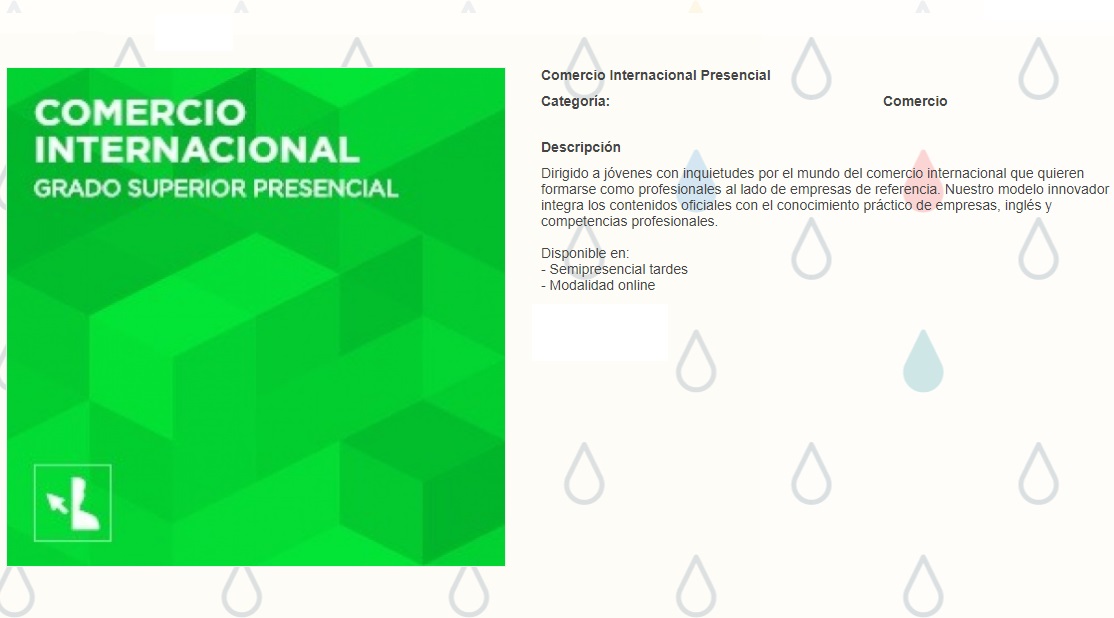 COMERCIO
INTERNACIONAL
GRADO SUPERIOR PRESENCIAL
Comercio Internacional Presencial
Categoría: Comercio
Descripción
Dirigido a jóvenes con inquietudes por el mundo del comercio internacional que quieren
formarse como profesionales al lado de empresas de referencia. Nuestro modelo innovador
integra los contenidos oficiales con el conocimiento práctico de empresas, inglés y
competencias profesionales.
Disponible en:
- Semipresencial tardes
- Modalidad online